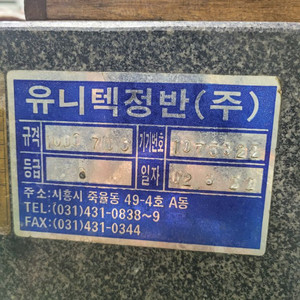 유니텍정반(주)
규격 기기번호
등급 일자
주소:시흥시 죽율동 49-4호 A동
TEL:(031)431-0838~9
FAX:(031)431-0344